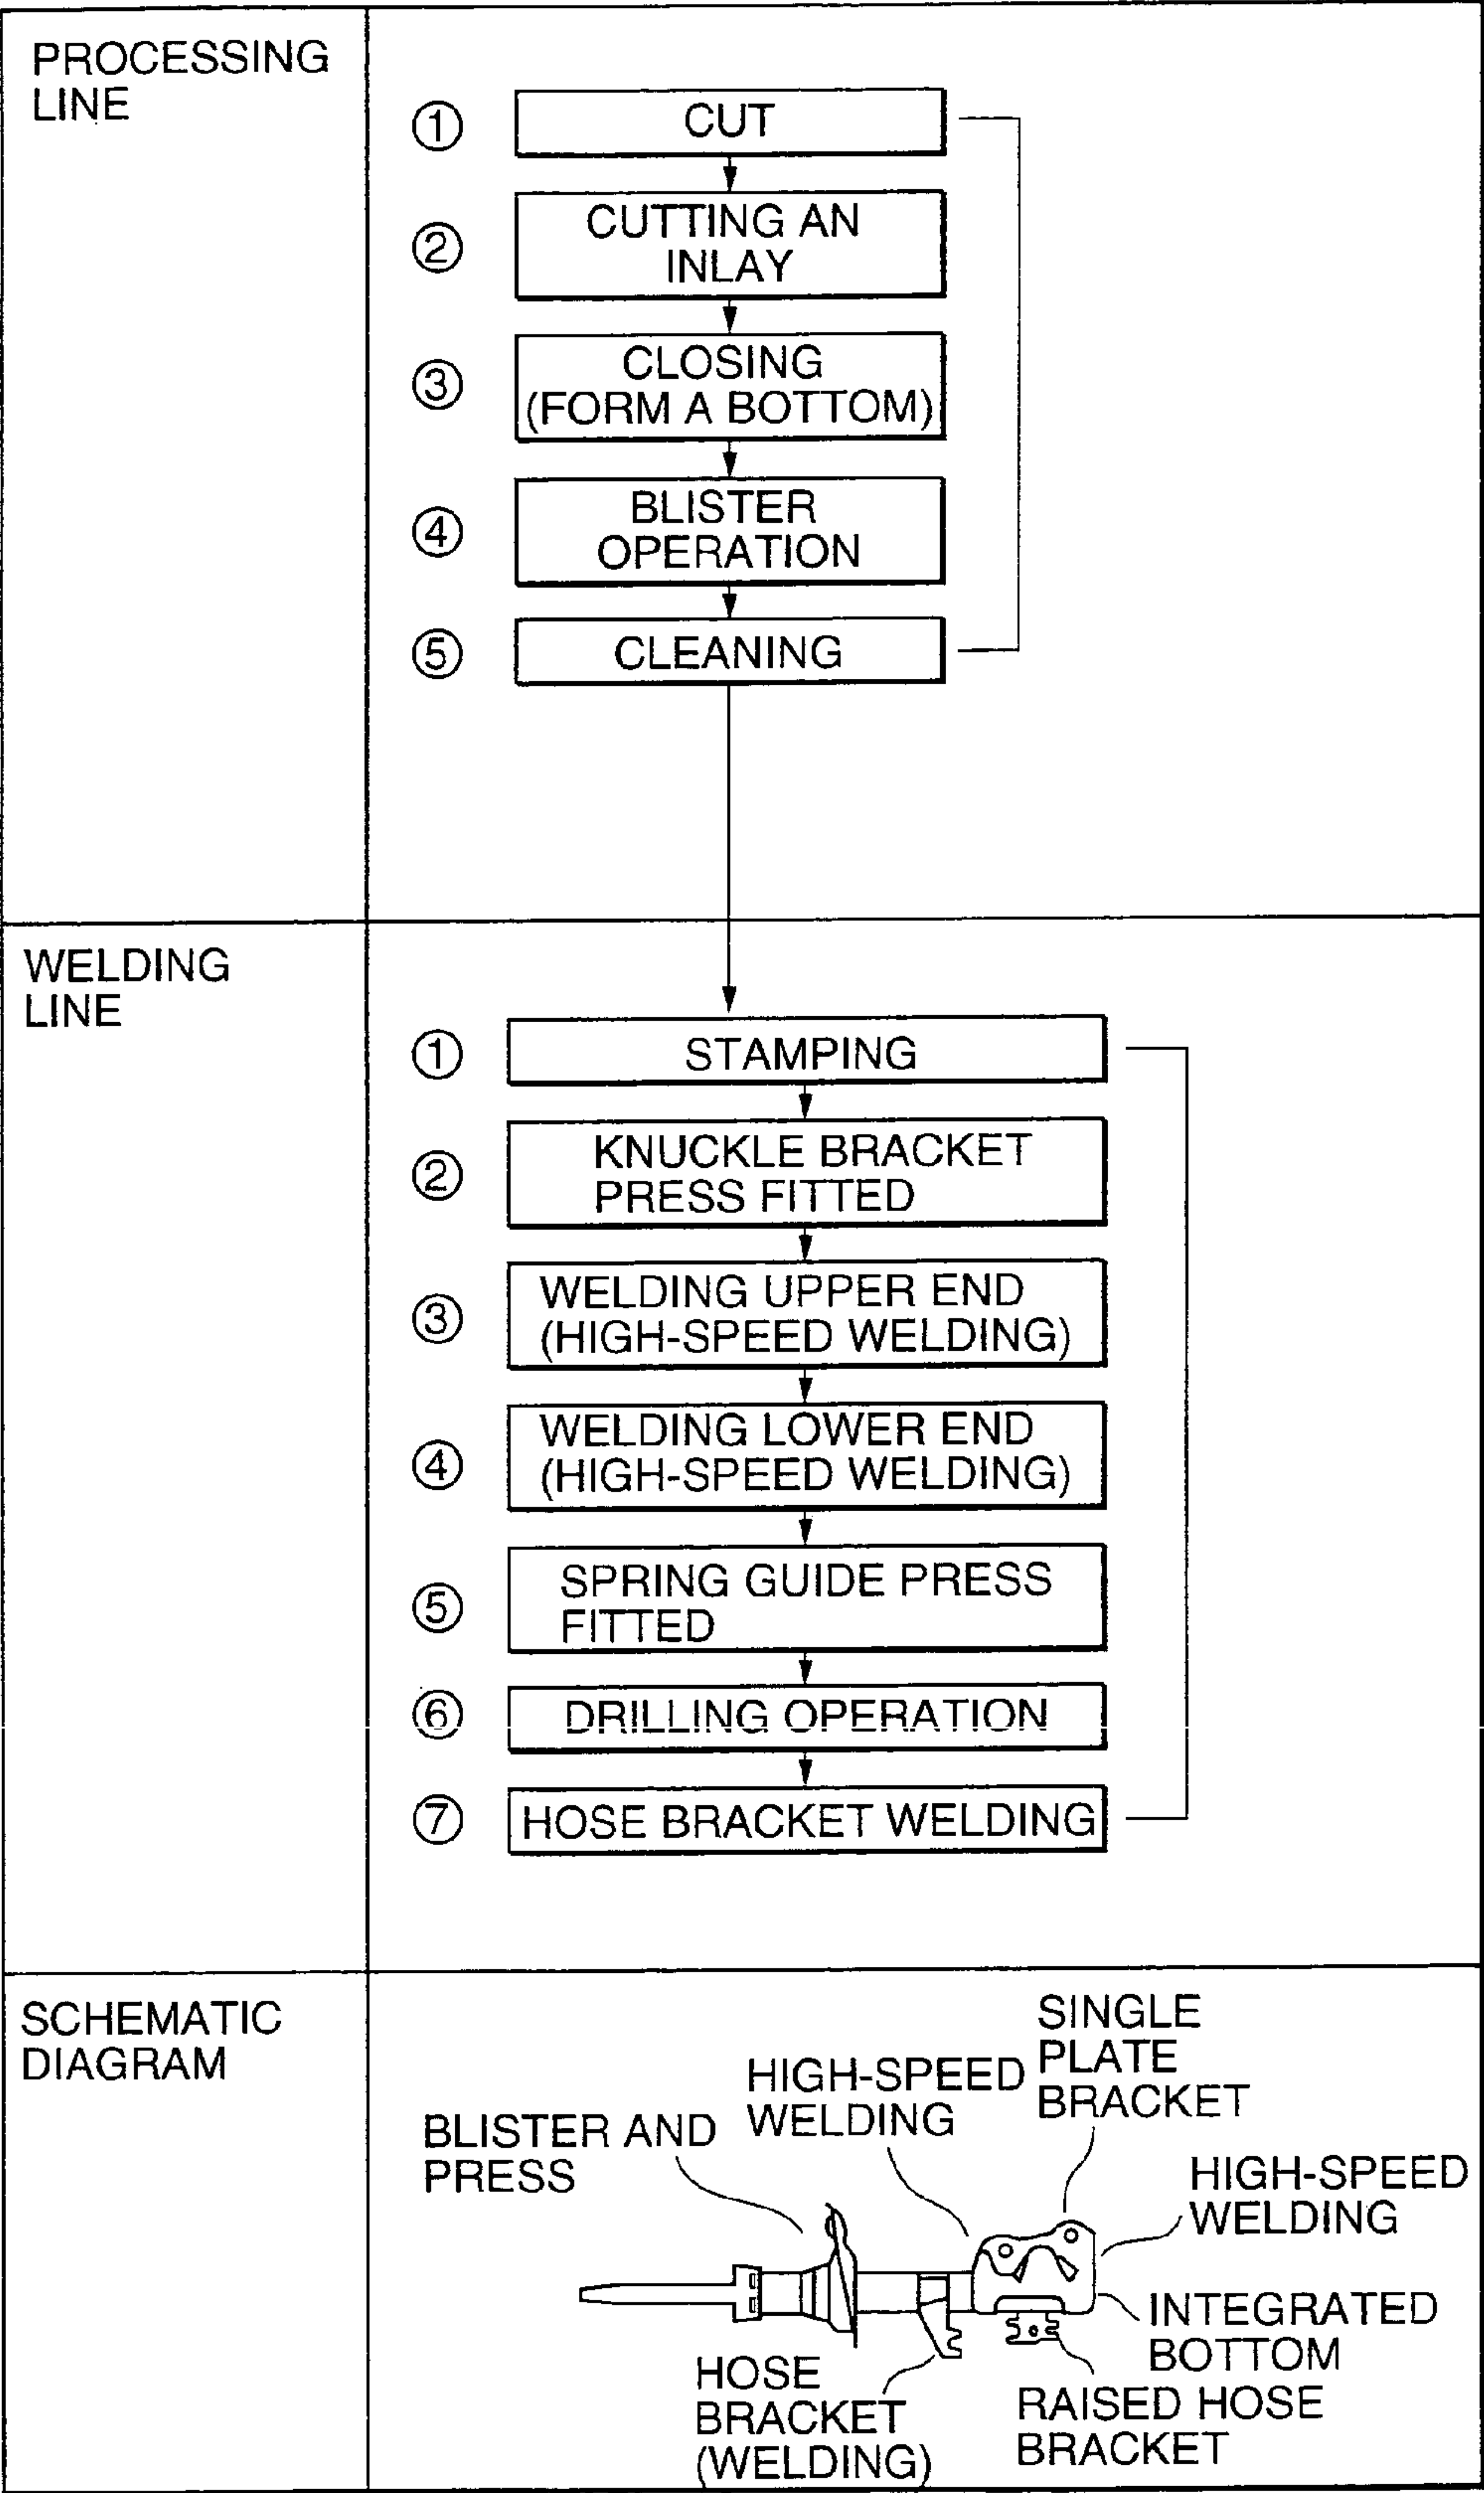 PROCESSING
LINE
① CUT
② CUTTING AN
INLAY
③ CLOSING
(FORM A BOTTOM)
④ BLISTER
OPERATION
⑤ CLEANING
WELDING
LINE
① STAMPING
② KNUCKLE BRACKET
PRESS FITTED
③ WELDING UPPER END
(HIGH-SPEED WELDING)
④ WELDING LOWER END
(HIGH-SPEED WELDING)
⑤ SPRING GUIDE PRESS
FITTED
⑥ DRILLING OPERATION
⑦ HOSE BRACKET WELDING
SCHEMATIC
DIAGRAM
BLISTER AND
PRESS
HIGH-SPEED
WELDING
SINGLE
PLATE
BRACKET
HIGH-SPEED
WELDING
INTEGRATED
BOTTOM
RAISED HOSE
BRACKET
HOSE
BRACKET
(WELDING)